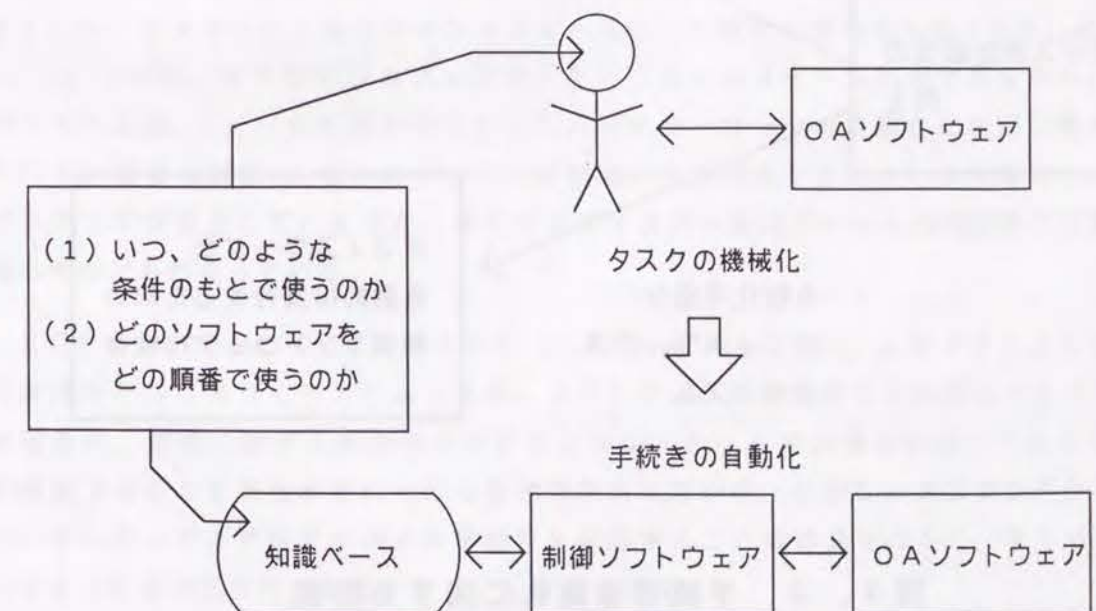 OAソフトウェア
(1)いつ、どのような
条件のもとで使うのか
(2)どのソフトウェアを
どの順番で使うのか
タスクの機械化
手続きの自動化
知識ベース
制御ソフトウェア
OAソフトウェア